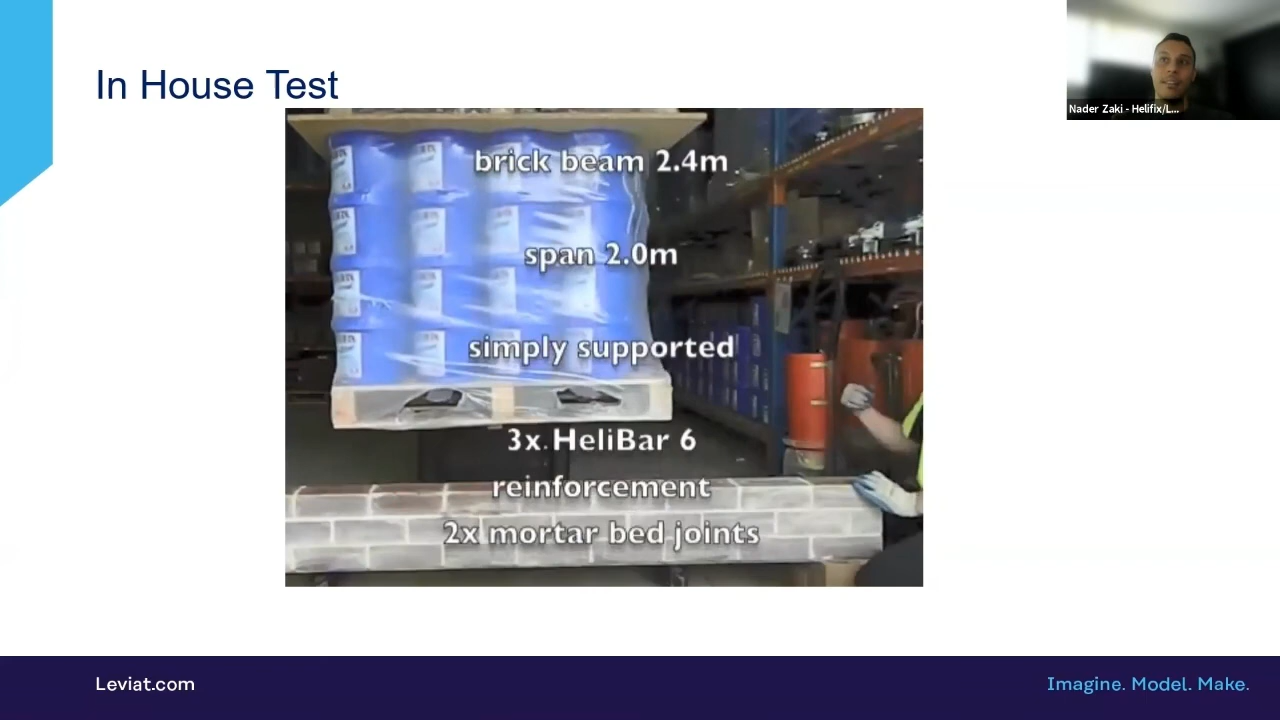 In House Test
Nader Zaki - Helifix/L...
brick beam 2.4m
span 2.0m
simply supported
3x HeliBar 6
reinforcement
2x mortar bed joints
Leviat.com
Imagine. Model. Make.